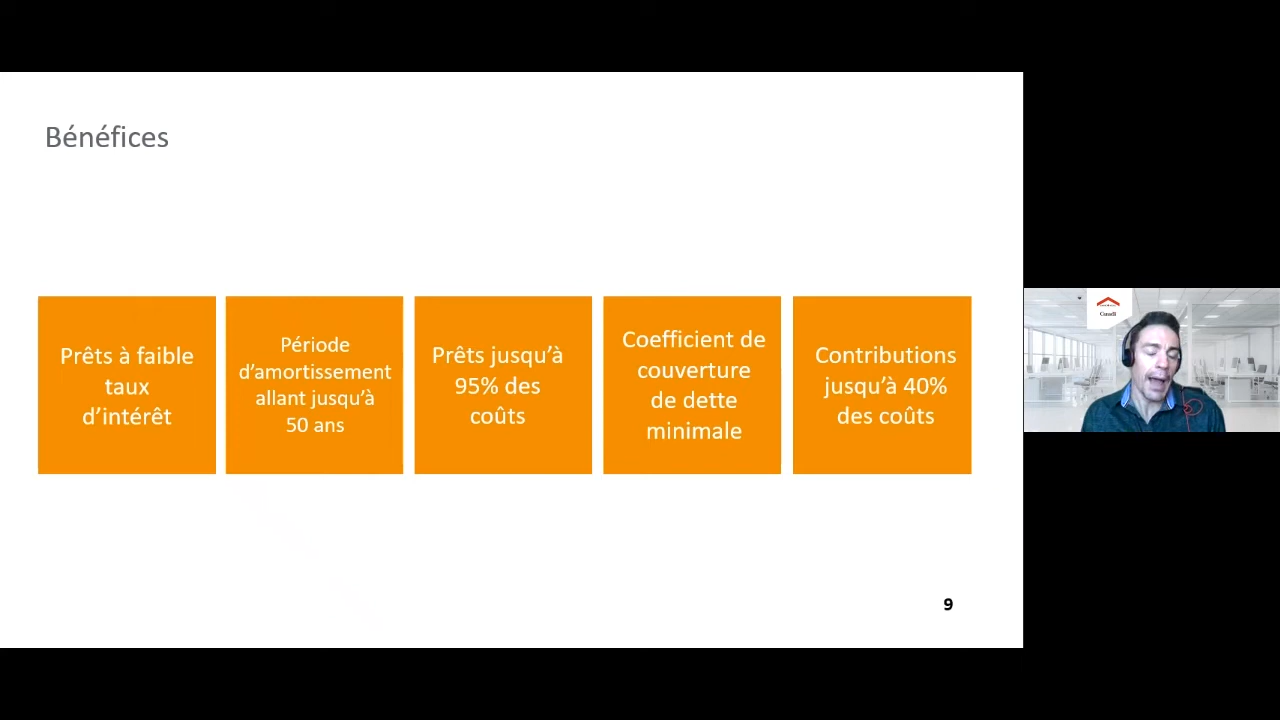 Bénéfices
Prêts à faible
taux
d'intérêt
Période
d'amortissement
allant jusqu'à
50 ans
Prêts jusqu'à
95% des
coûts
Coefficient de
couverture
de dette
minimale
Contributions
jusqu'à 40%
des coûts
9
Canada